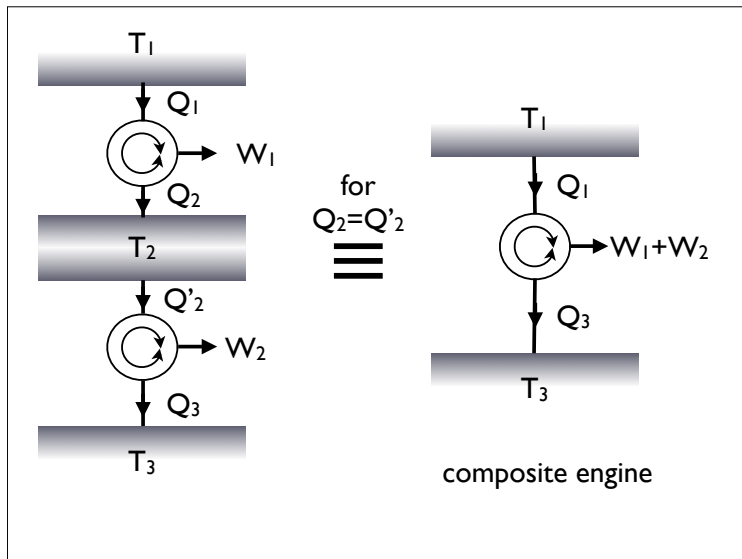 T₁
Q₁
W₁
Q₂
T₂
Q'₂
W₂
Q₃
T₃
for
Q₂=Q'₂
T₁
Q₁
W₁+W₂
Q₃
T₃
composite engine